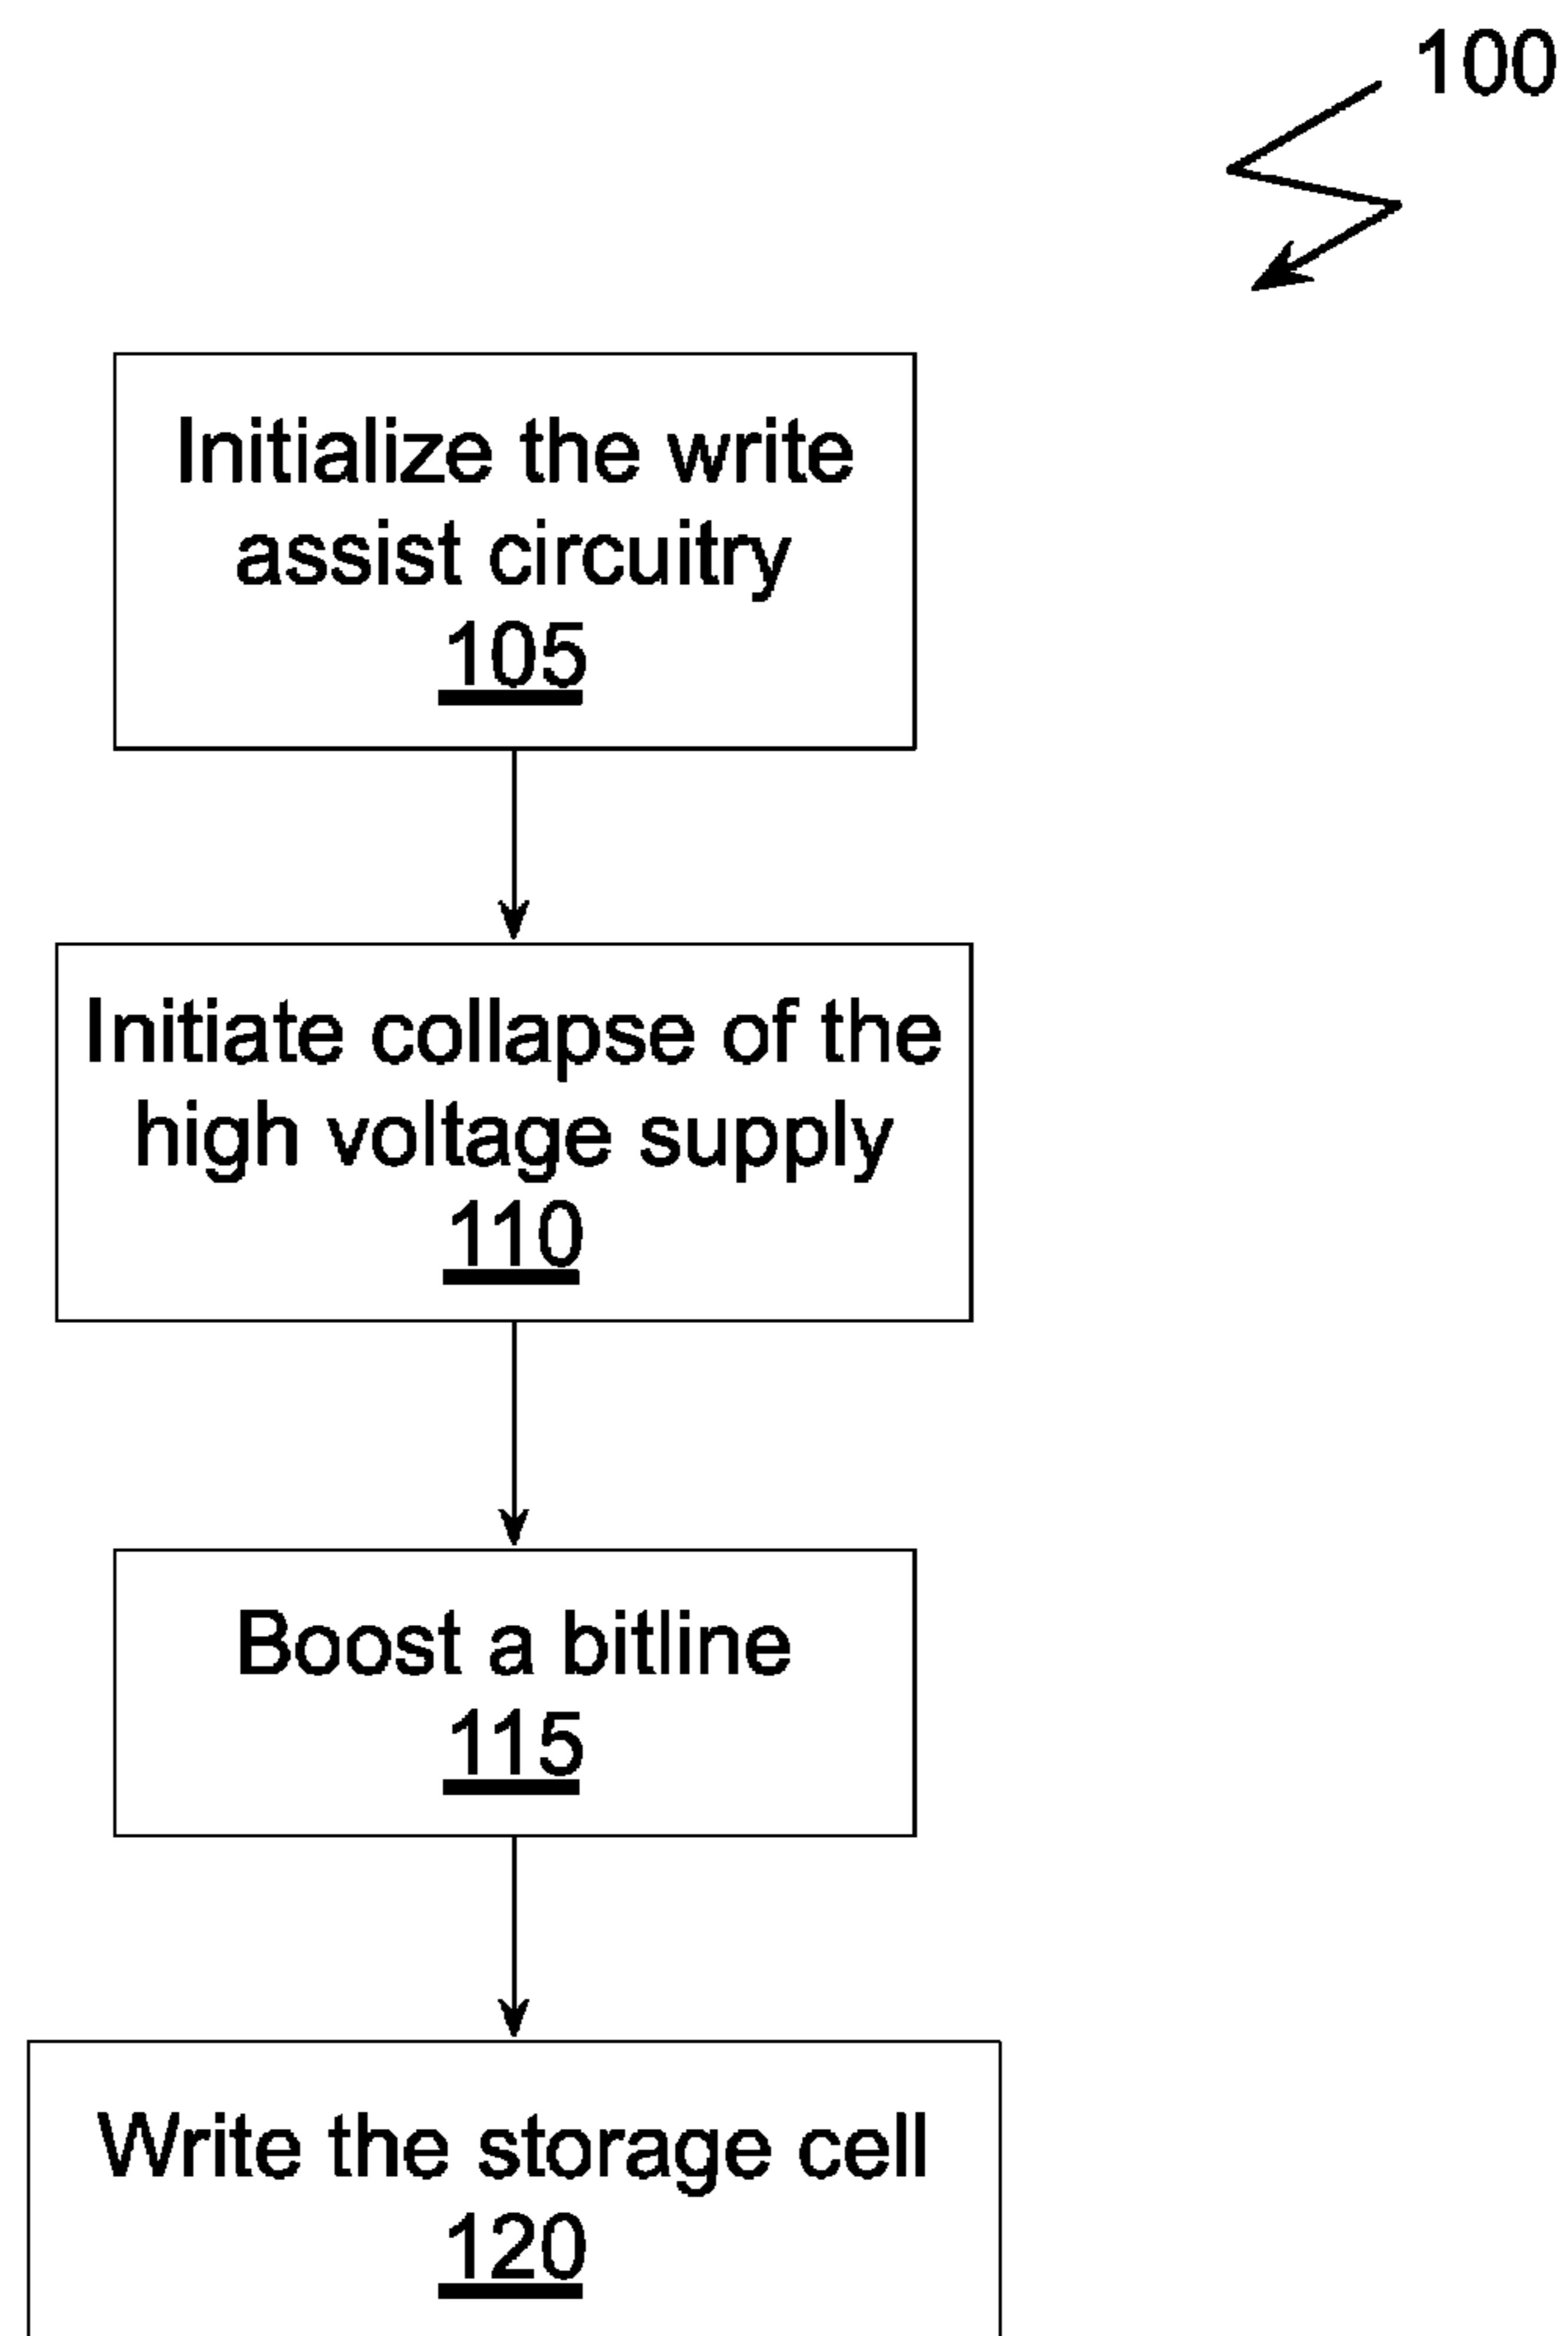 100
Initialize the write
assist circuitry
105
Initiate collapse of the
high voltage supply
110
Boost a bitline
115
Write the storage cell
120